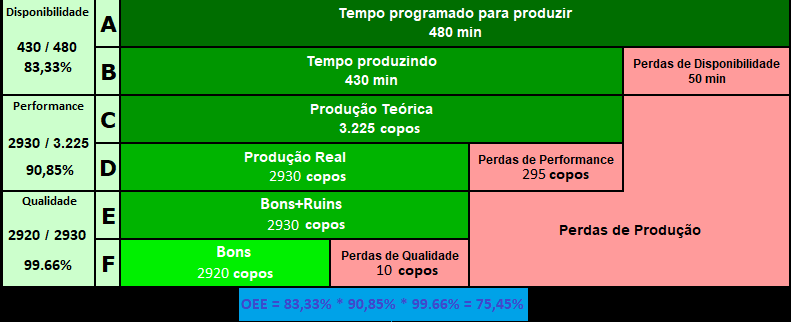 Disponibilidade
430 / 480
83,33%
A
Tempo programado para produzir
480 min
B
Tempo produzindo
430 min
Perdas de Disponibilidade
50 min
Performance
2930 / 3.225
90,85%
C
Produção Teórica
3.225 copos
D
Produção Real
2930 copos
Perdas de Performance
295 copos
Qualidade
2920 / 2930
99.66%
E
Bons+Ruins
2930 copos
Perdas de Produção
F
Bons
2920 copos
Perdas de Qualidade
10 copos
OEE = 83,33% * 90,85% * 99.66% = 75,45%